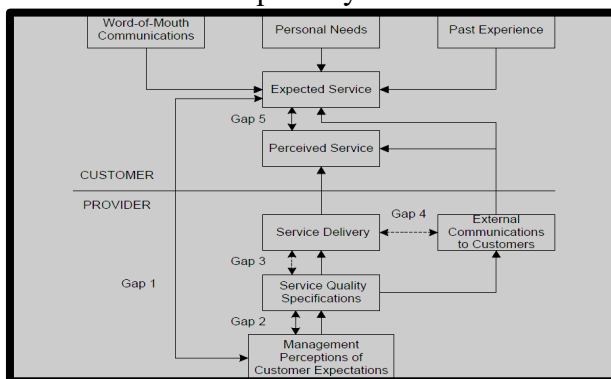 Word-of-Mouth
Communications
Personal Needs
Past Experience
Expected Service
Gap 5
Perceived Service
CUSTOMER
PROVIDER
Gap 4
Service Delivery
External
Communications
to Customers
Gap 3
Gap 1
Service Quality
Specifications
Gap 2
Management
Perceptions of
Customer Expectations